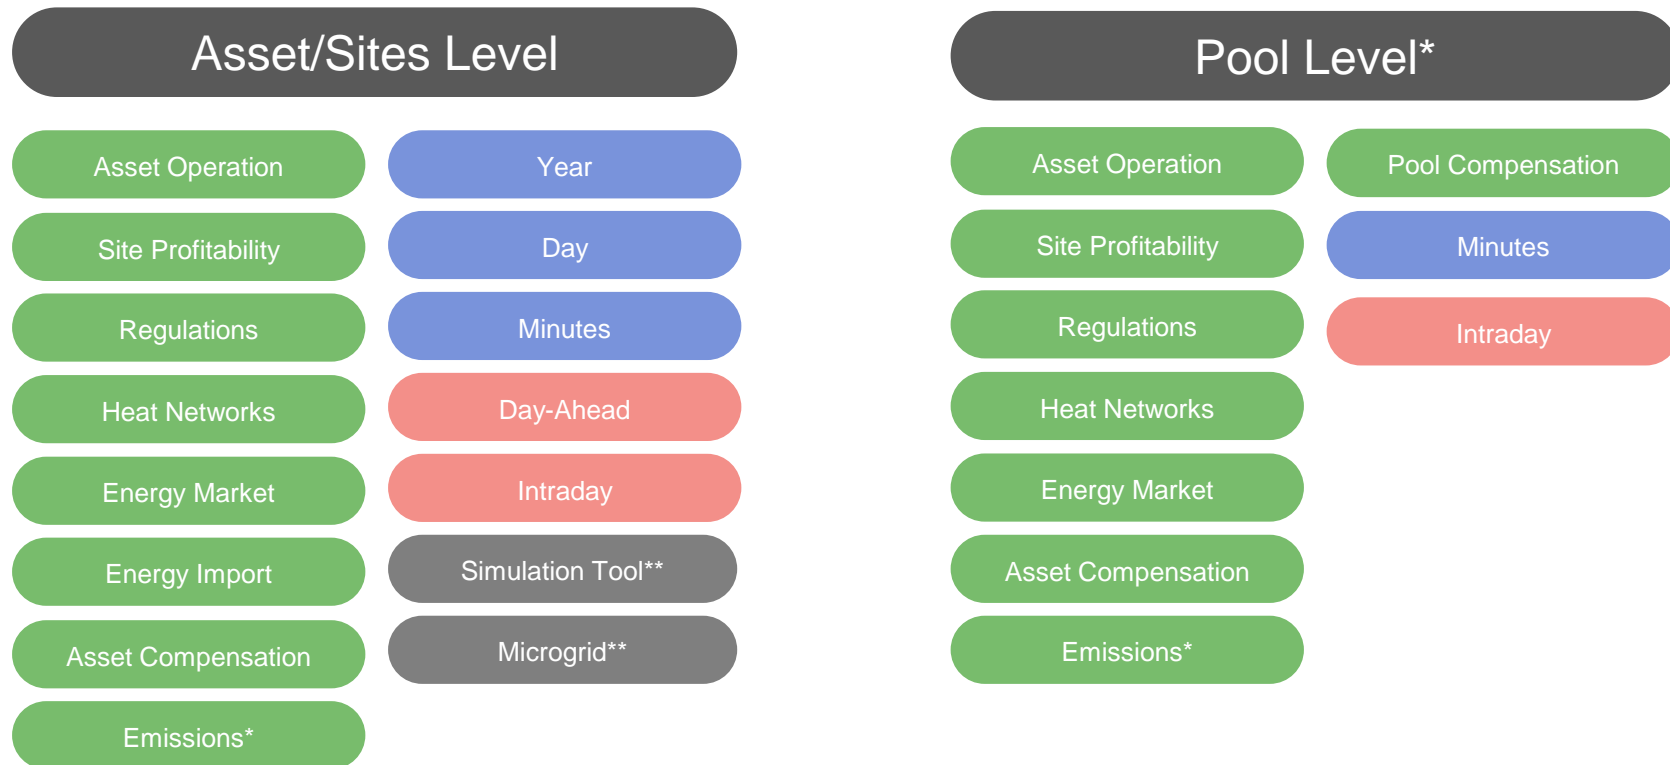 Asset/Sites Level
Asset Operation
Site Profitability
Regulations
Heat Networks
Energy Market
Energy Import
Asset Compensation
Emissions*
Year
Day
Minutes
Day-Ahead
Intraday
Simulation Tool**
Microgrid**
Pool Level*
Asset Operation
Site Profitability
Regulations
Heat Networks
Energy Market
Asset Compensation
Emissions*
Pool Compensation
Minutes
Intraday